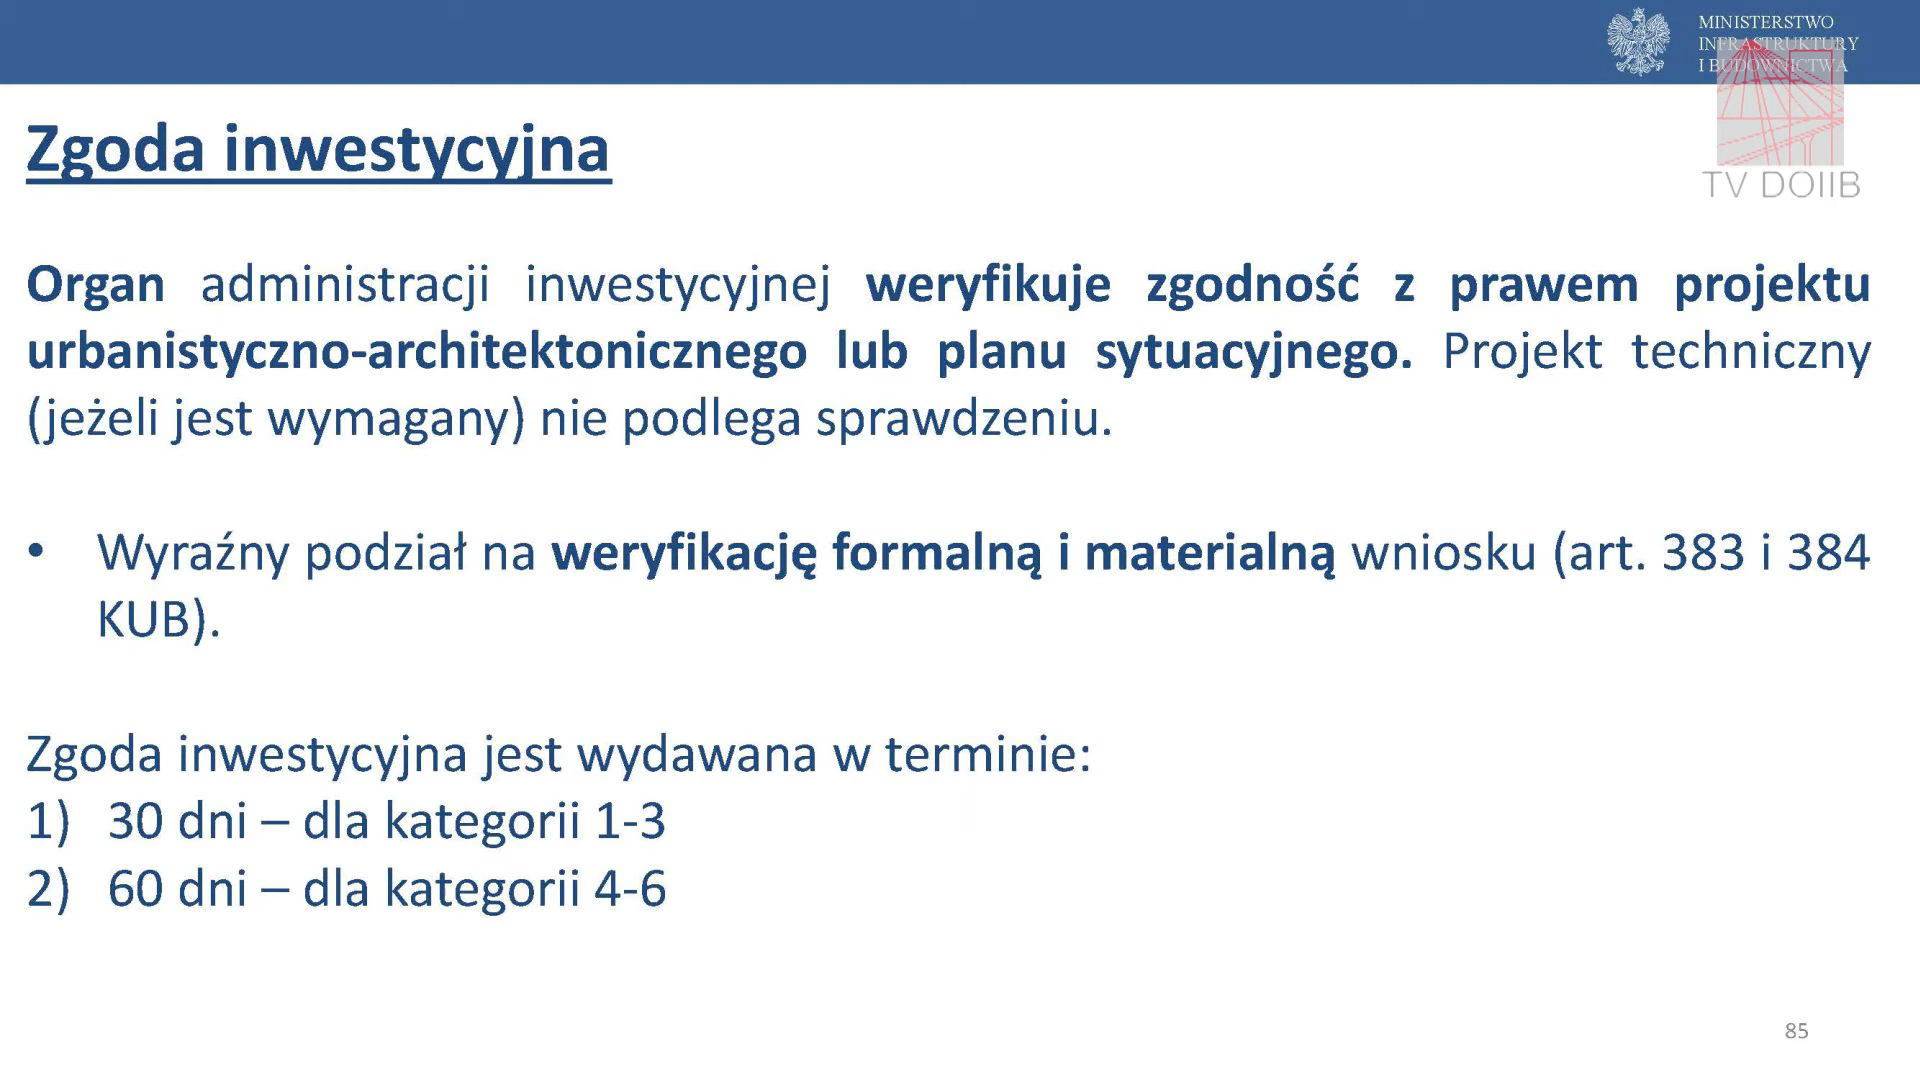 MINISTERSTWO
INFRASTRUKTURY
I BUDOWNICTWA
TV DOIIB
Zgoda inwestycyjna
Organ administracji inwestycyjnej weryfikuje zgodność z prawem projektu
urbanistyczno-architektonicznego lub planu sytuacyjnego. Projekt techniczny
(jeżeli jest wymagany) nie podlega sprawdzeniu.
• Wyraźny podział na weryfikację formalną i materialną wniosku (art. 383 i 384
KUB).
Zgoda inwestycyjna jest wydawana w terminie:
1) 30 dni – dla kategorii 1-3
2) 60 dni – dla kategorii 4-6
85